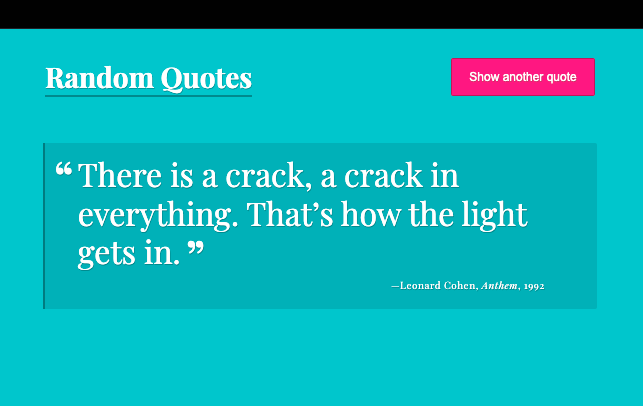 Random Quotes
Show another quote
“There is a crack, a crack in
everything. That’s how the light
gets in.”
—Leonard Cohen, Anthem, 1992